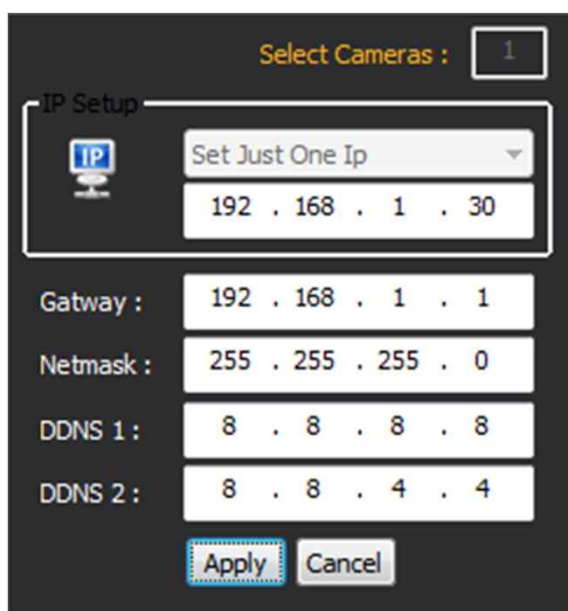 Select Cameras : 1
IP Setup
IP
Set Just One Ip
192 . 168 . 1 . 30
Gatway : 192 . 168 . 1 . 1
Netmask : 255 . 255 . 255 . 0
DDNS 1 : 8 . 8 . 8 . 8
DDNS 2 : 8 . 8 . 4 . 4
Apply Cancel